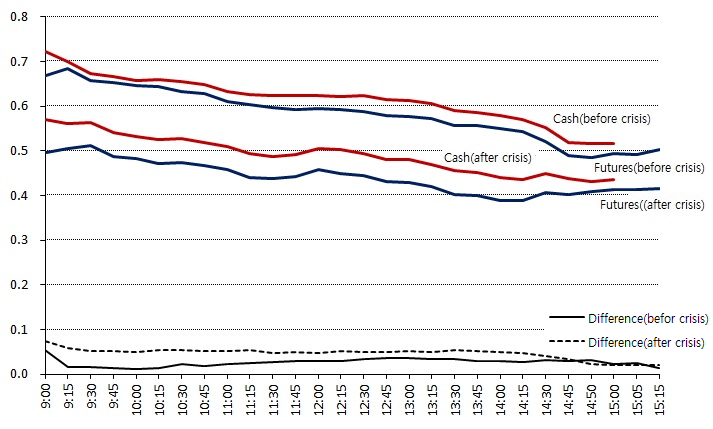 0.8
0.7
0.6
0.5
0.4
0.3
0.2
0.1
0.0
Cash(before crisis)
Cash(after crisis)
Futures(before crisis)
Futures((after crisis)
Difference(befor crisis)
Difference(after crisis)
9:00 9:15 9:30 9:45 10:00 10:15 10:30 10:45 11:00 11:15 11:30 11:45 12:00 12:15 12:30 12:45 13:00 13:15 13:30 13:45 14:00 14:15 14:30 14:45 15:00 15:05 15:15